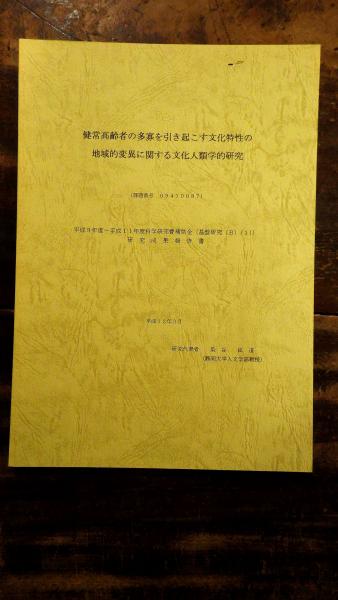 健常高齢者の多寡を引き起こす文化特性の
地域的変異に関する文化人類学的研究
(課題番号 09410087)
平成9年度~平成11年度科学研究費補助金〔基盤研究(B)(1)〕
研究成果報告書
平成12年3月
研究代表者
(静岡大学人文学部教授)